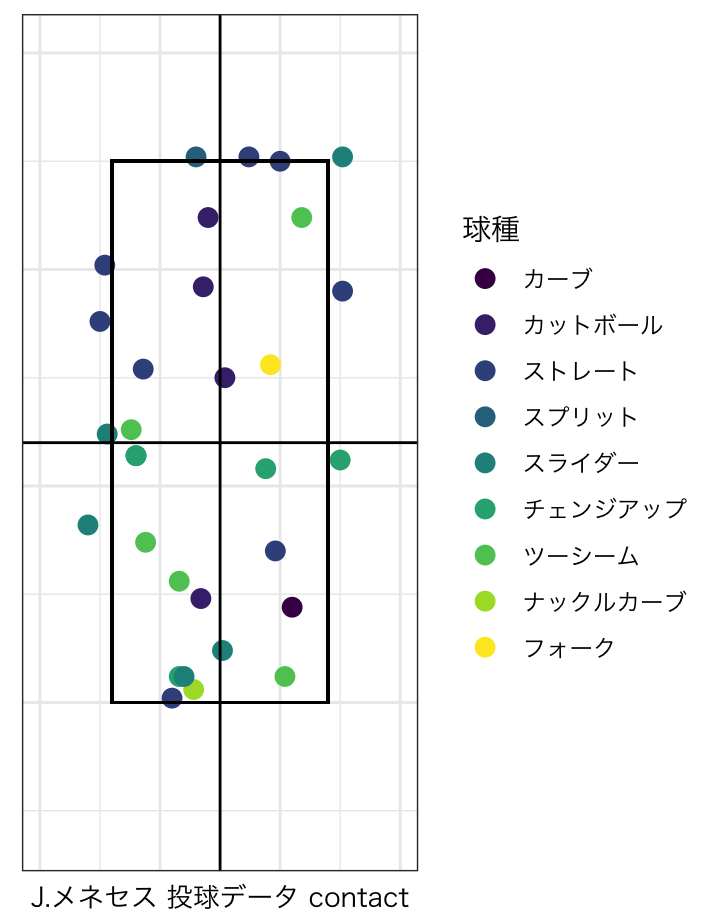 球種
カーブ
カットボール
ストレート
スプリット
スライダー
チェンジアップ
ツーシーム
ナックルカーブ
フォーク
J.メネセス 投球データ contact